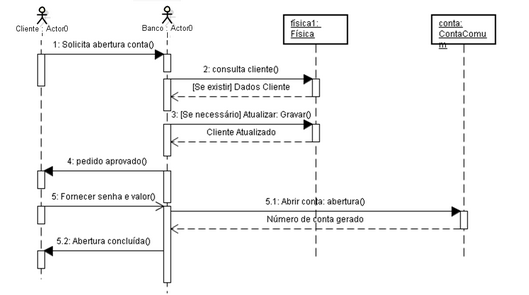 Cliente : Actor0
Banco : Actor0
física1:
Física
conta:
ContaComu
m
1: Solicita abertura conta()
2: consulta cliente()
[Se existir] Dados Cliente
3: [Se necessário] Atualizar: Gravar()
Cliente Atualizado
4: pedido aprovado()
5: Fornecer senha e valor()
5.1: Abrir conta: abertura()
Número de conta gerado
5.2: Abertura concluída()